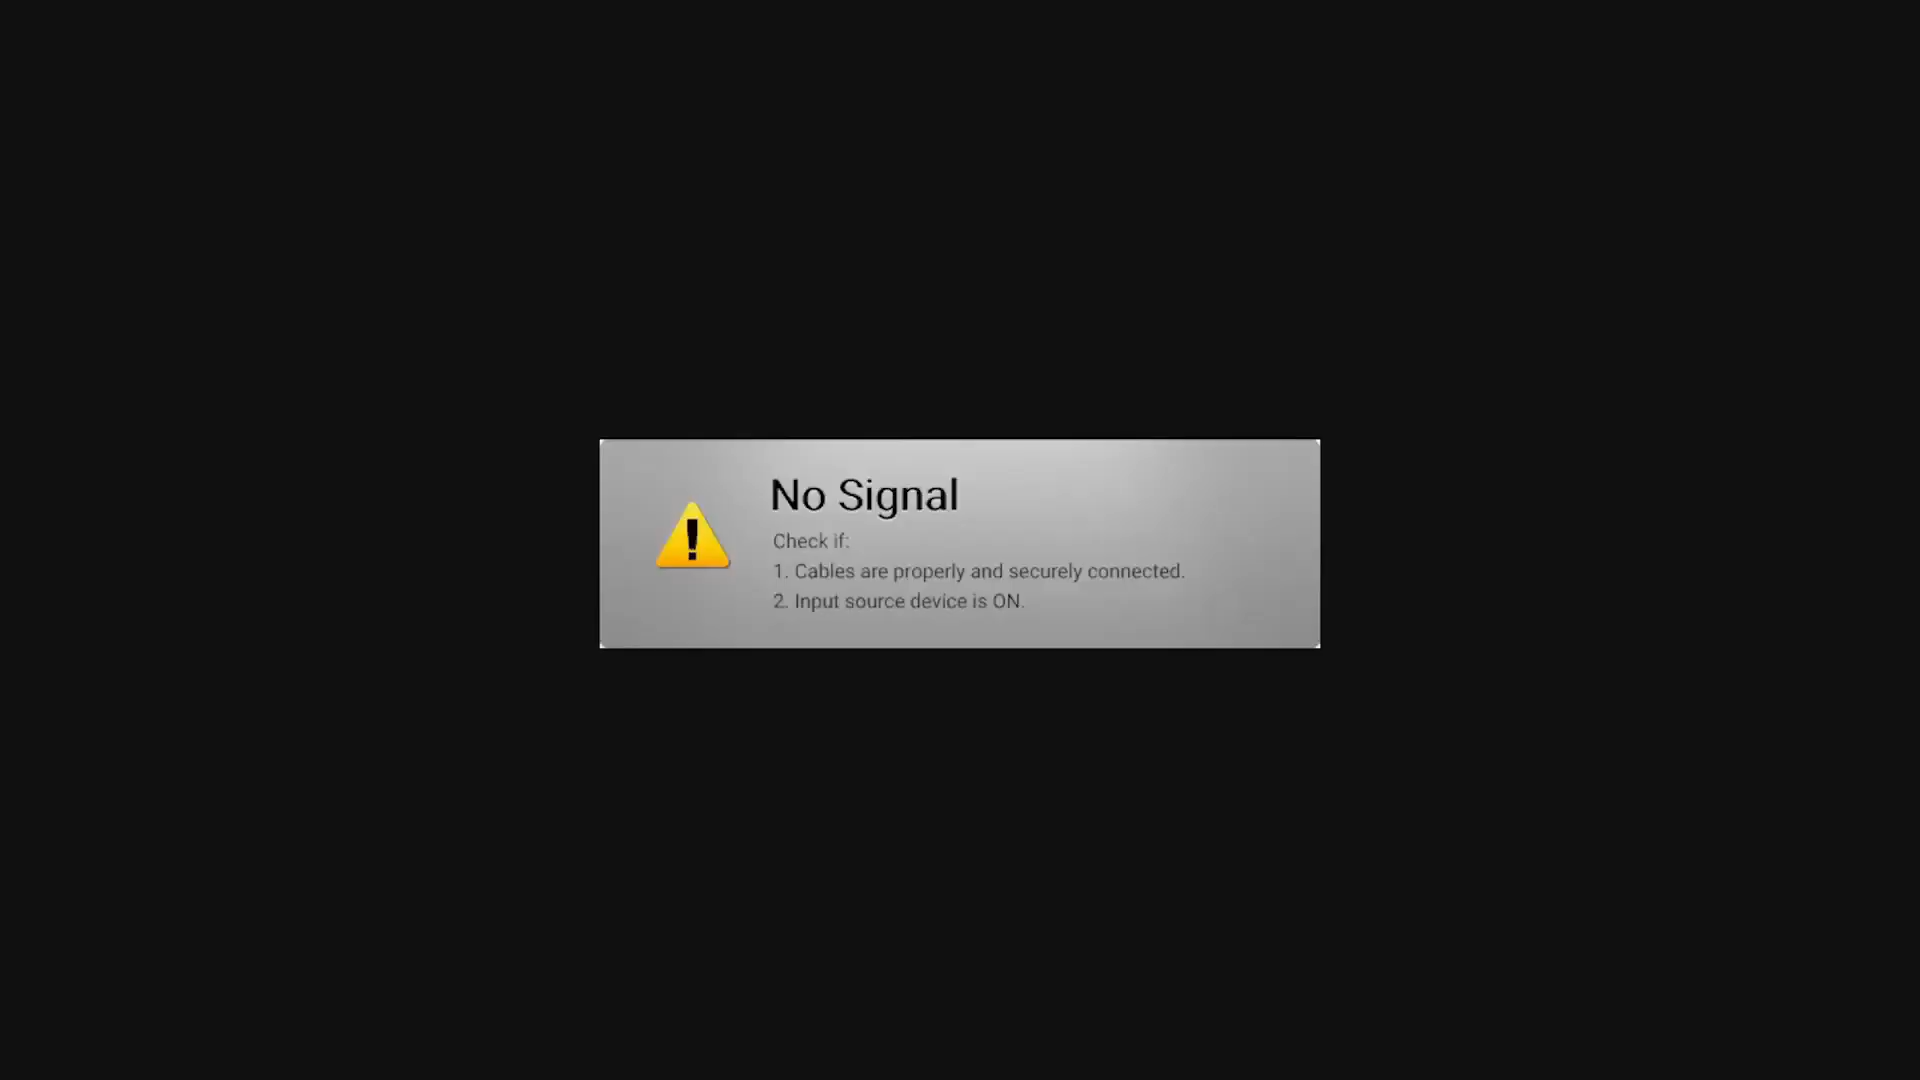 No Signal
Check if:
1. Cables are properly and securely connected.
2. Input source device is ON.